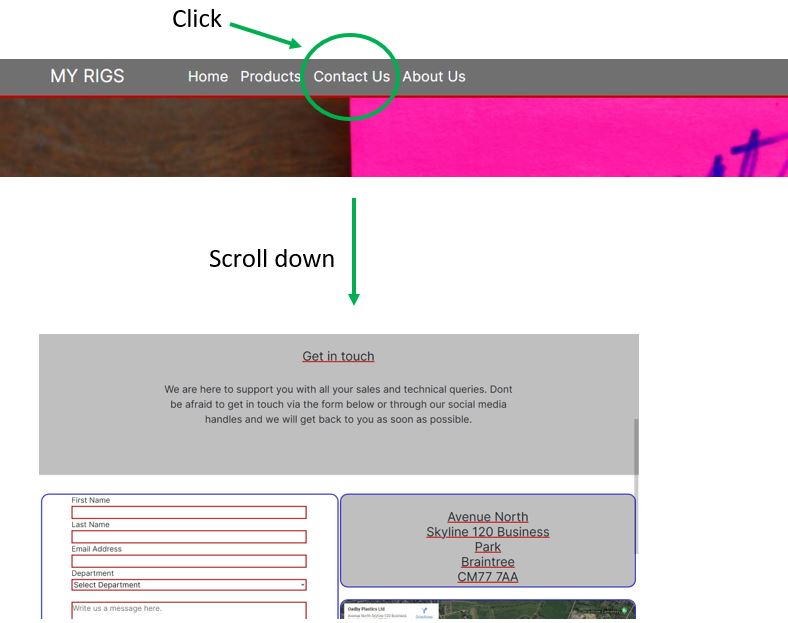 Click
MY RIGS Home Products Contact Us About Us
Scroll down
Get in touch
We are here to support you with all your sales and technical queries. Dont
be afraid to get in touch via the form below or through our social media
handles and we will get back to you as soon as possible.
First Name
Last Name
Email Address
Department
Select Department
Write us a message here.
Avenue North
Skyline 120 Business
Park
Braintree
CM77 7AA
Oadby Plastics Ltd
Avenue North Skyline 120 Business
Directions